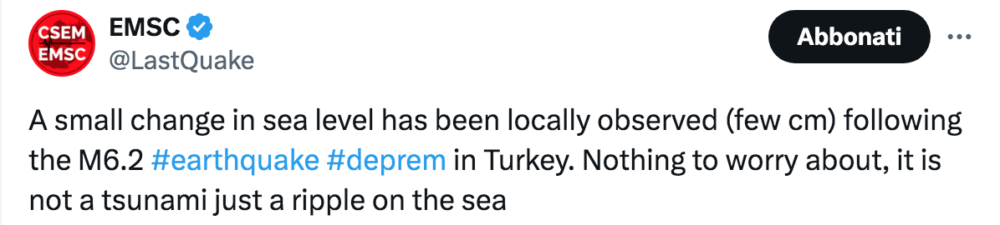 CSEM
EMSC
EMSC
@LastQuake
Abbonati
A small change in sea level has been locally observed (few cm) following
the M6.2 #earthquake #deprem in Turkey. Nothing to worry about, it is
not a tsunami just a ripple on the sea